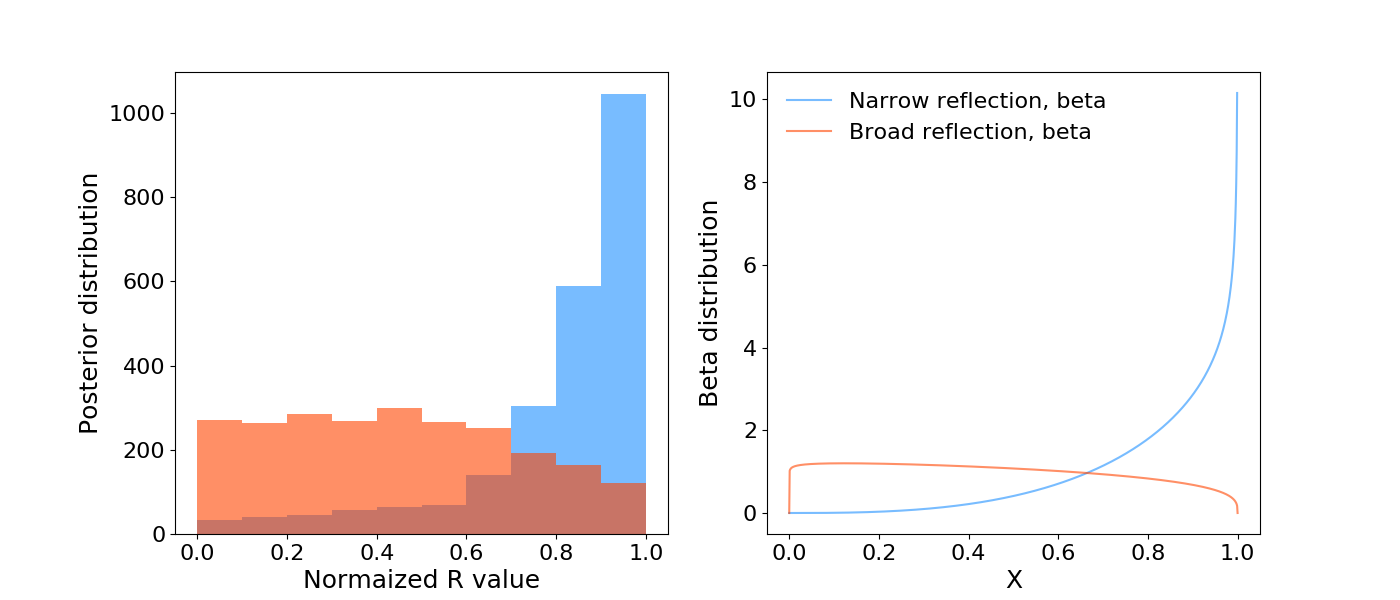 1000
800
600
400
200
0
Posterior distribution
0.0 0.2 0.4 0.6 0.8 1.0
Normaized R value
Narrow reflection, beta
Broad reflection, beta
10
8
6
4
2
0
Beta distribution
0.0 0.2 0.4 0.6 0.8 1.0
X